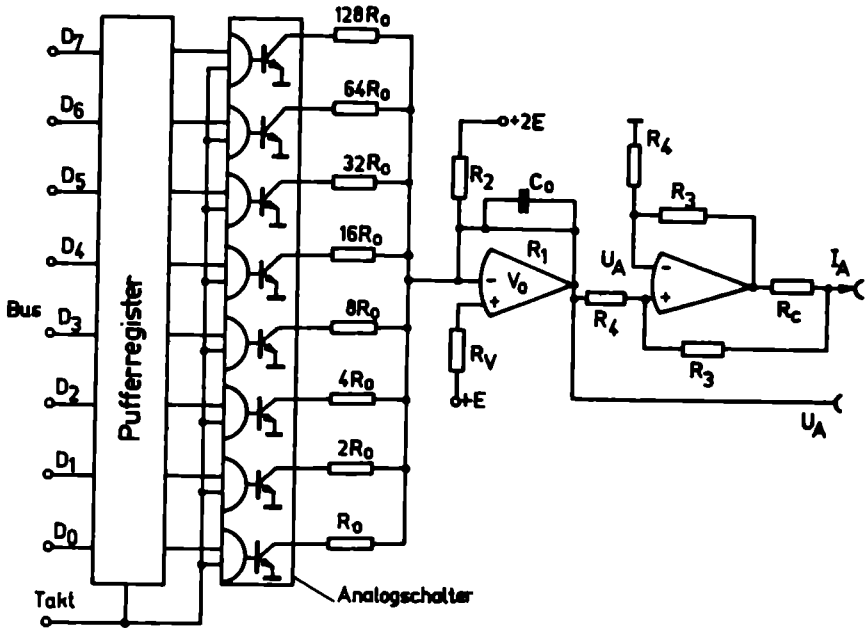 D7
D6
D5
D4
Bus
D3
D2
D1
D0
Takt
Pufferregister
128R0
64R0
32R0
16R0
8R0
4R0
2R0
R0
Analogschalter
+2E
R2
C0
R1
V0
−
+
RV
+E
R4
R3
UA
−
+
R4
R3
RC
IA
UA